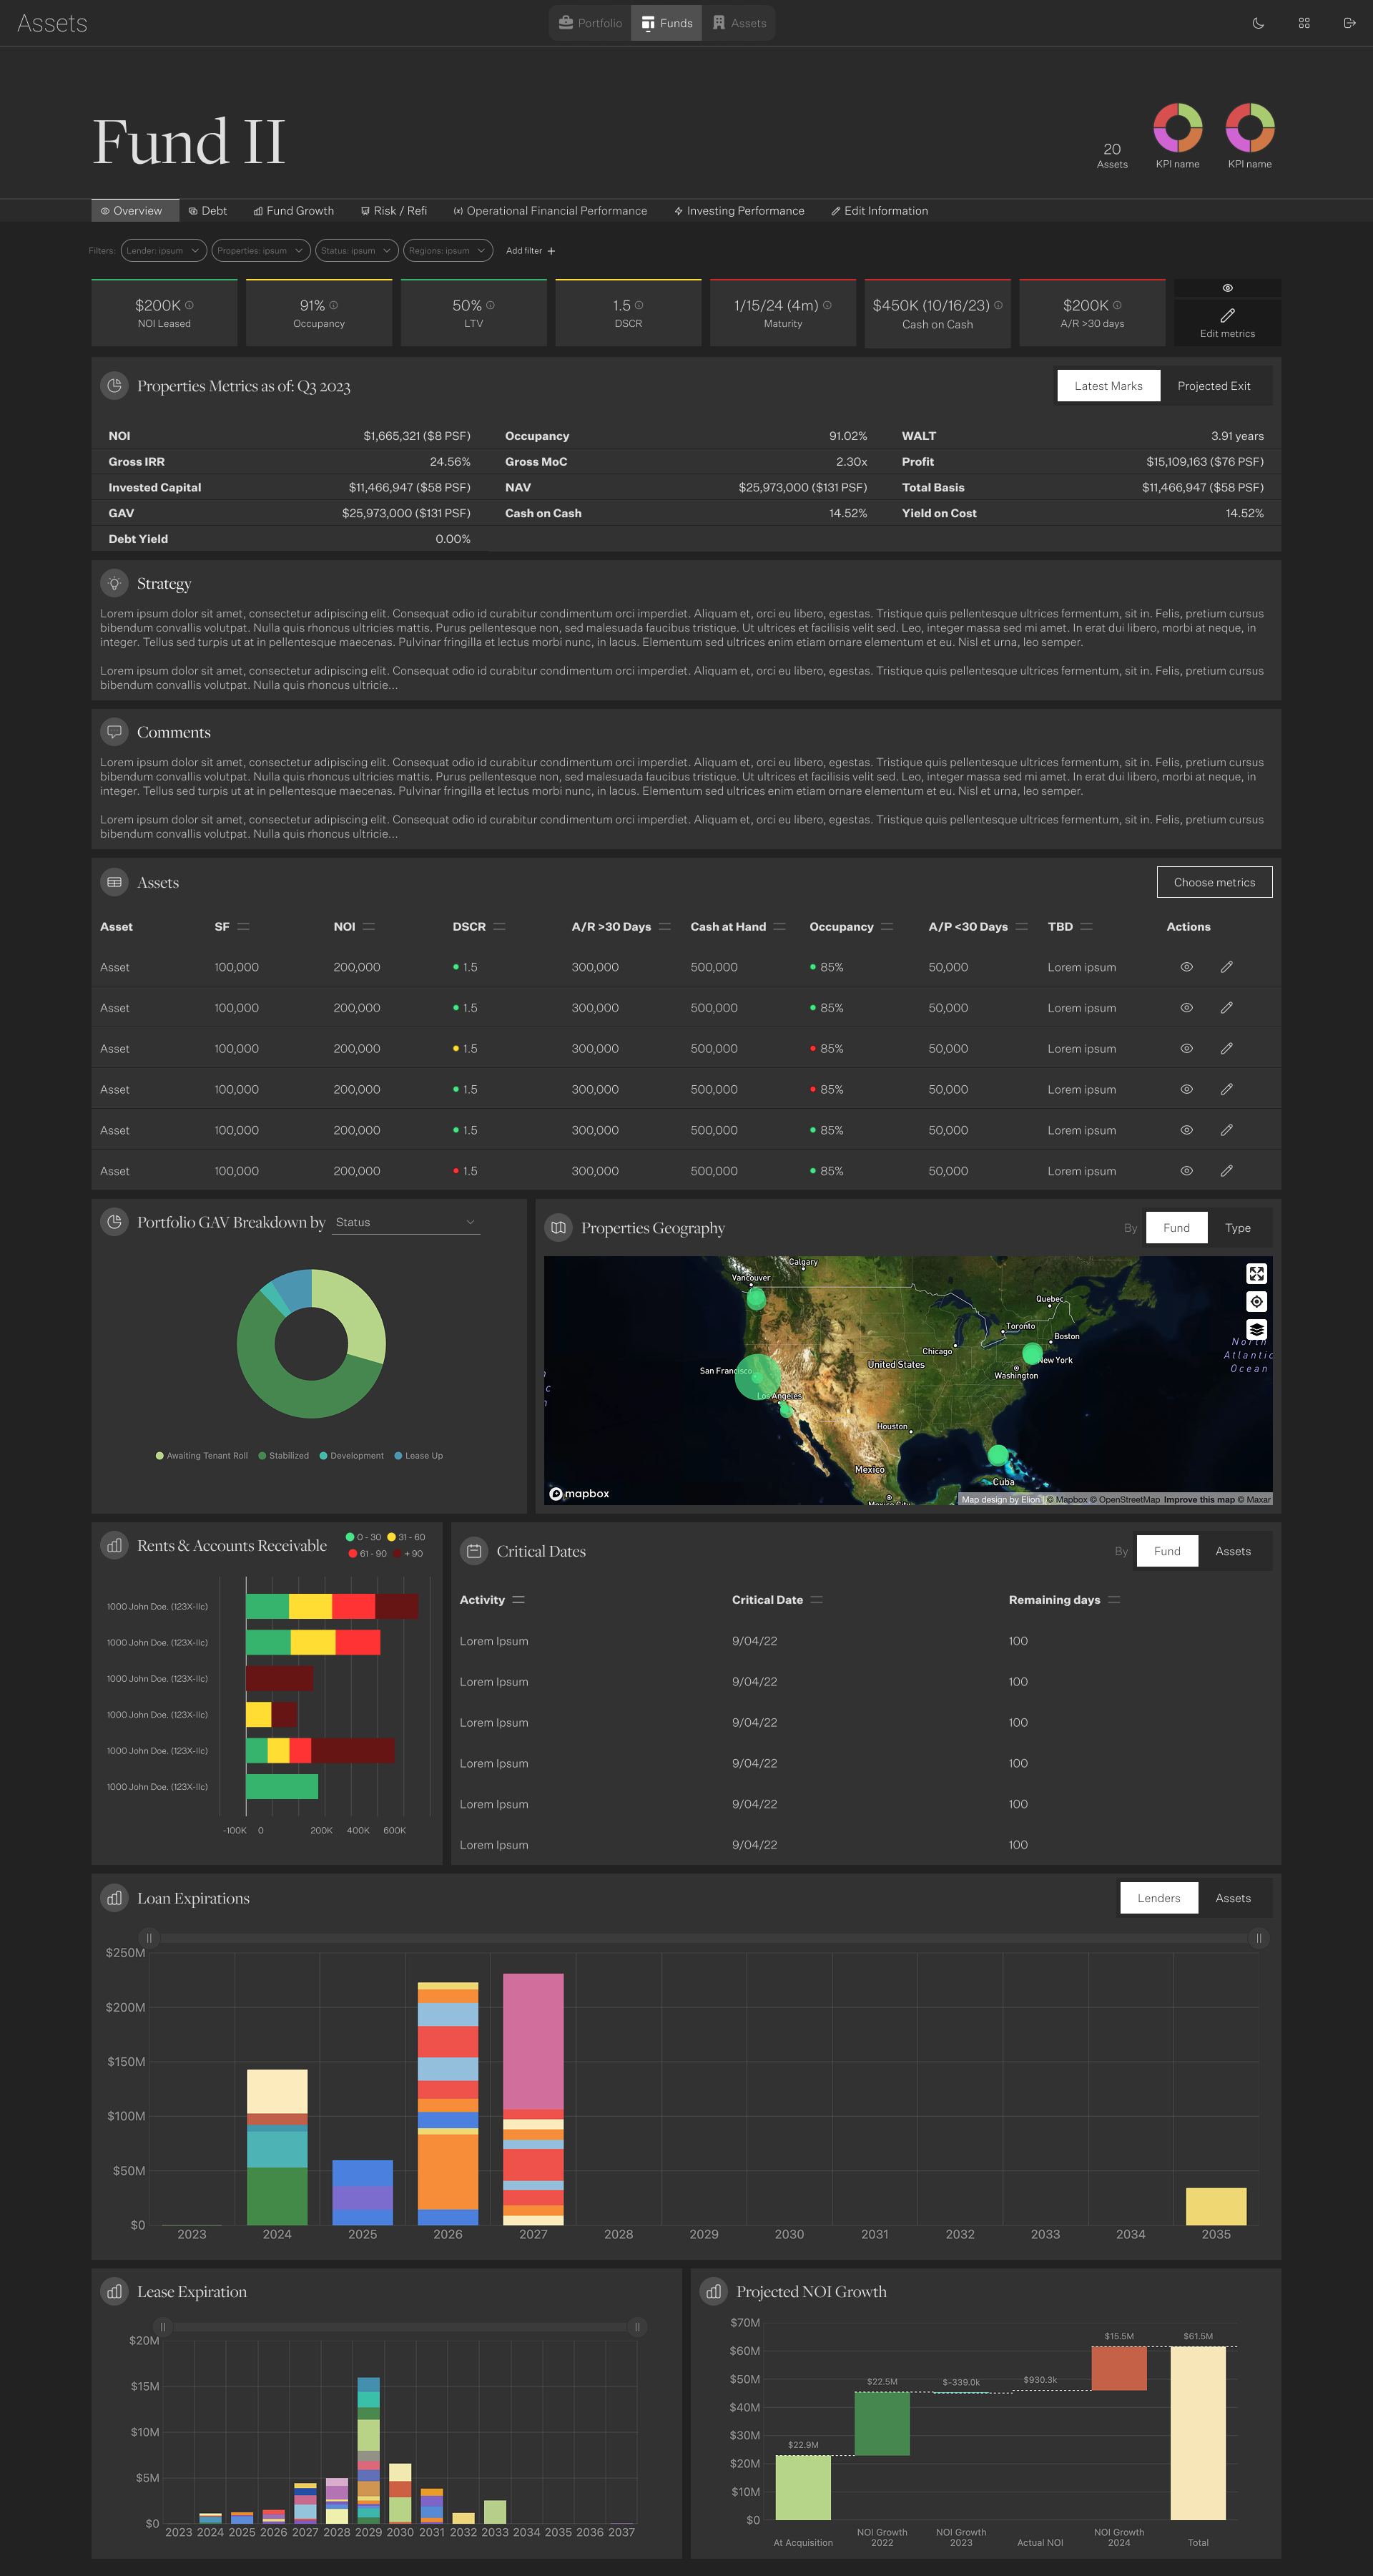 Assets
Portfolio
Funds
Assets
Fund II
20
Assets
KPI name
KPI name
Overview
Debt
Fund Growth
Risk / Refi
Operational Financial Performance
Investing Performance
Edit Information
Filters:
Lender: ipsum
Properties: ipsum
Status: ipsum
Regions: ipsum
Add filter +
$200K
NOI Leased
91%
Occupancy
50%
LTV
1.5
DSCR
1/15/24 (4m)
Maturity
$450K (10/16/23)
Cash on Cash
$200K
A/R >30 days
Edit metrics
Properties Metrics as of: Q3 2023
Latest Marks
Projected Exit
NOI $1,665,321 ($8 PSF) Occupancy 91.02% WALT 3.91 years
Gross IRR 24.56% Gross MoC 2.30x Profit $15,109,163 ($76 PSF)
Invested Capital $11,466,947 ($58 PSF) NAV $25,973,000 ($131 PSF) Total Basis $11,466,947 ($58 PSF)
GAV $25,973,000 ($131 PSF) Cash on Cash 14.52% Yield on Cost 14.52%
Debt Yield 0.00%
Strategy
Lorem ipsum dolor sit amet, consectetur adipiscing elit. Consequat odio id curabitur condimentum orci imperdiet. Aliquam et, orci eu libero, egestas. Tristique quis pellentesque ultrices fermentum, sit in. Felis, pretium cursus
bibendum convallis volutpat. Nulla quis rhoncus ultricies mattis. Purus pellentesque non, sed malesuada faucibus tristique. Ut ultrices et facilisis velit sed. Leo, integer massa sed mi amet. In erat dui libero, morbi at neque, in
integer. Tellus sed turpis ut at in pellentesque maecenas. Pulvinar fringilla et lectus morbi nunc, in lacus. Elementum sed ultrices enim etiam ornare elementum et eu. Nisl et urna, leo semper.
Lorem ipsum dolor sit amet, consectetur adipiscing elit. Consequat odio id curabitur condimentum orci imperdiet. Aliquam et, orci eu libero, egestas. Tristique quis pellentesque ultrices fermentum, sit in. Felis, pretium cursus
bibendum convallis volutpat. Nulla quis rhoncus ultricie...
Comments
Lorem ipsum dolor sit amet, consectetur adipiscing elit. Consequat odio id curabitur condimentum orci imperdiet. Aliquam et, orci eu libero, egestas. Tristique quis pellentesque ultrices fermentum, sit in. Felis, pretium cursus
bibendum convallis volutpat. Nulla quis rhoncus ultricies mattis. Purus pellentesque non, sed malesuada faucibus tristique. Ut ultrices et facilisis velit sed. Leo, integer massa sed mi amet. In erat dui libero, morbi at neque, in
integer. Tellus sed turpis ut at in pellentesque maecenas. Pulvinar fringilla et lectus morbi nunc, in lacus. Elementum sed ultrices enim etiam ornare elementum et eu. Nisl et urna, leo semper.
Lorem ipsum dolor sit amet, consectetur adipiscing elit. Consequat odio id curabitur condimentum orci imperdiet. Aliquam et, orci eu libero, egestas. Tristique quis pellentesque ultrices fermentum, sit in. Felis, pretium cursus
bibendum convallis volutpat. Nulla quis rhoncus ultricie...
Assets
Choose metrics
Asset SF NOI DSCR A/R >30 Days Cash at Hand Occupancy A/P <30 Days TBD Actions
Asset 100,000 200,000 1.5 300,000 500,000 85% 50,000 Lorem ipsum
Asset 100,000 200,000 1.5 300,000 500,000 85% 50,000 Lorem ipsum
Asset 100,000 200,000 1.5 300,000 500,000 85% 50,000 Lorem ipsum
Asset 100,000 200,000 1.5 300,000 500,000 85% 50,000 Lorem ipsum
Asset 100,000 200,000 1.5 300,000 500,000 85% 50,000 Lorem ipsum
Asset 100,000 200,000 1.5 300,000 500,000 85% 50,000 Lorem ipsum
Portfolio GAV Breakdown by Status
Awaiting Tenant Roll
Stabilized
Development
Lease Up
Properties Geography
By
Fund
Type
Calgary
Vancouver
Quebec
Toronto
Boston
Chicago
North
Atlantic
Ocean
New York
United States
San Francisco
Washington
Los Angeles
Houston
Mexico
Cuba
Mexico City
mapbox
Map design by Elion | © Mapbox © OpenStreetMap Improve this map © Maxar
Rents & Accounts Receivable
0 - 30
31 - 60
61 - 90
+ 90
1000 John Doe. (123X-llc)
1000 John Doe. (123X-llc)
1000 John Doe. (123X-llc)
1000 John Doe. (123X-llc)
1000 John Doe. (123X-llc)
1000 John Doe. (123X-llc)
-100K 0 200K 400K 600K
Critical Dates
By
Fund
Assets
Activity Critical Date Remaining days
Lorem Ipsum 9/04/22 100
Lorem Ipsum 9/04/22 100
Lorem Ipsum 9/04/22 100
Lorem Ipsum 9/04/22 100
Lorem Ipsum 9/04/22 100
Lorem Ipsum 9/04/22 100
Loan Expirations
Lenders
Assets
$250M
$200M
$150M
$100M
$50M
$0
2023 2024 2025 2026 2027 2028 2029 2030 2031 2032 2033 2034 2035
Lease Expiration
$20M
$15M
$10M
$5M
$0
2023 2024 2025 2026 2027 2028 2029 2030 2031 2032 2033 2034 2035 2036 2037
Projected NOI Growth
$70M
$60M
$50M
$40M
$30M
$20M
$10M
$0
$22.9M
$22.5M
$-339.0k
$930.3k
$15.5M
$61.5M
At Acquisition
NOI Growth
2022
NOI Growth
2023
Actual NOI
NOI Growth
2024
Total